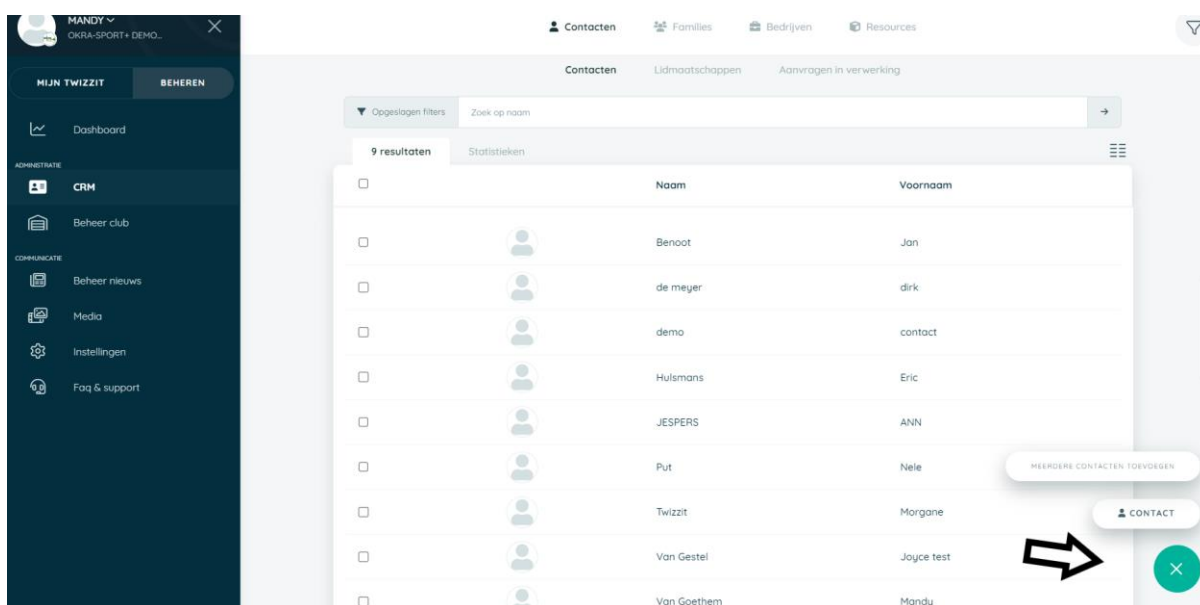 MANDY
OKRA-SPORT+ DEMO...
MIJN TWIZZIT
BEHEREN
Dashboard
ADMINISTRATIE
CRM
Beheer club
COMMUNICATIE
Beheer nieuws
Media
Instellingen
Faq & support
Contacten Families Bedrijven Resources
Contacten Lidmaatschappen Aanvragen in verwerking
Opgeslagen filters Zoek op naam
9 resultaten Statistieken
Naam Voornaam
Benoot Jan
de meyer dirk
demo contact
Hulsmans Eric
JESPERS ANN
Put Nele
Twizzit Morgane
Van Gestel Joyce test
Van Goethem Mandy
MEERDERE CONTACTEN TOEVOEGEN
CONTACT